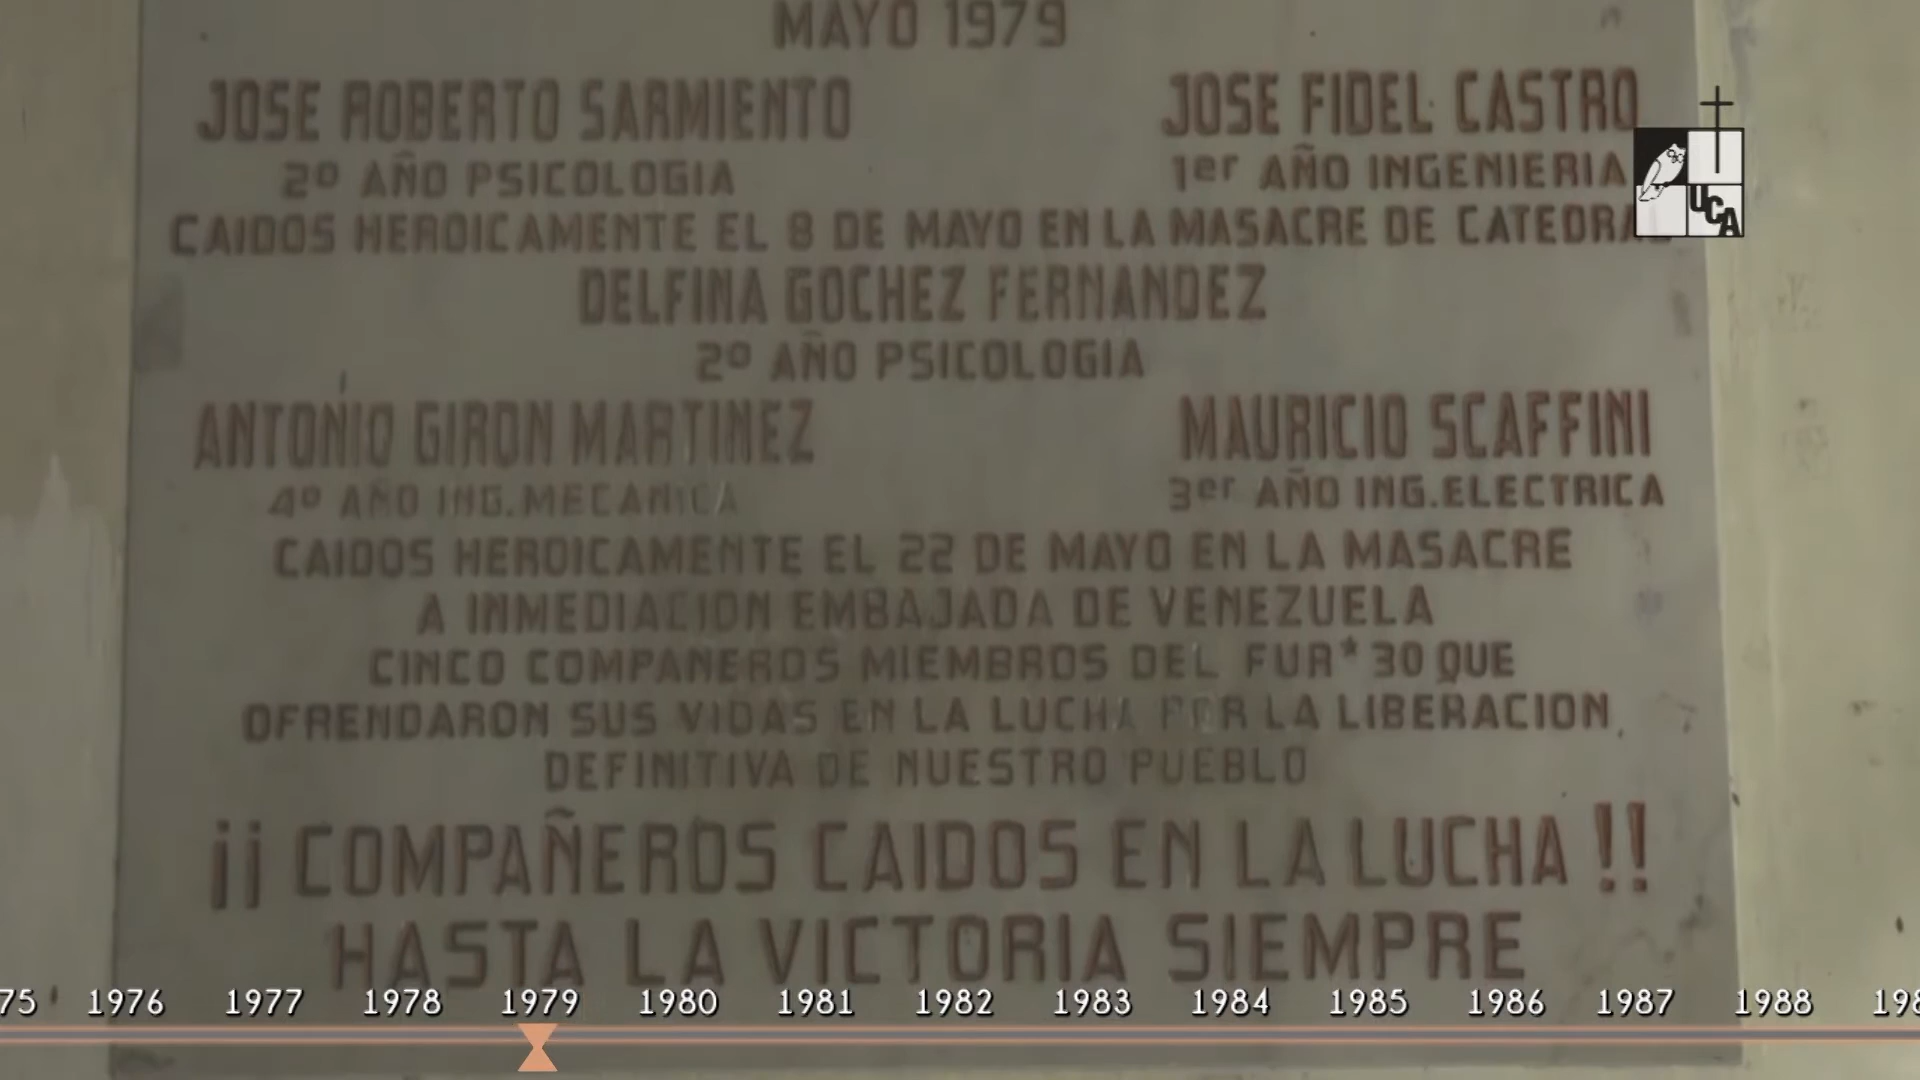 MAYO 1979
JOSE ROBERTO SARMIENTO JOSE FIDEL CASTRO
2º AÑO PSICOLOGIA 1er AÑO INGENIERIA
CAIDOS HEROICAMENTE EL 8 DE MAYO EN LA MASACRE DE CATEDRAL
DELFINA GOCHEZ FERNANDEZ
2º AÑO PSICOLOGIA
ANTONIO GIRON MARTINEZ MAURICIO SCAFFINI
4º AÑO ING. MECANICA 3er AÑO ING. ELECTRICA
CAIDOS HEROICAMENTE EL 22 DE MAYO EN LA MASACRE
A INMEDIACION EMBAJADA DE VENEZUELA
CINCO COMPAÑEROS MIEMBROS DEL FUR* 30 QUE
OFRENDARON SUS VIDAS EN LA LUCHA POR LA LIBERACION
DEFINITIVA DE NUESTRO PUEBLO
¡¡ COMPAÑEROS CAIDOS EN LA LUCHA !!
HASTA LA VICTORIA SIEMPRE
UCA
75 1976 1977 1978 1979 1980 1981 1982 1983 1984 1985 1986 1987 1988 198